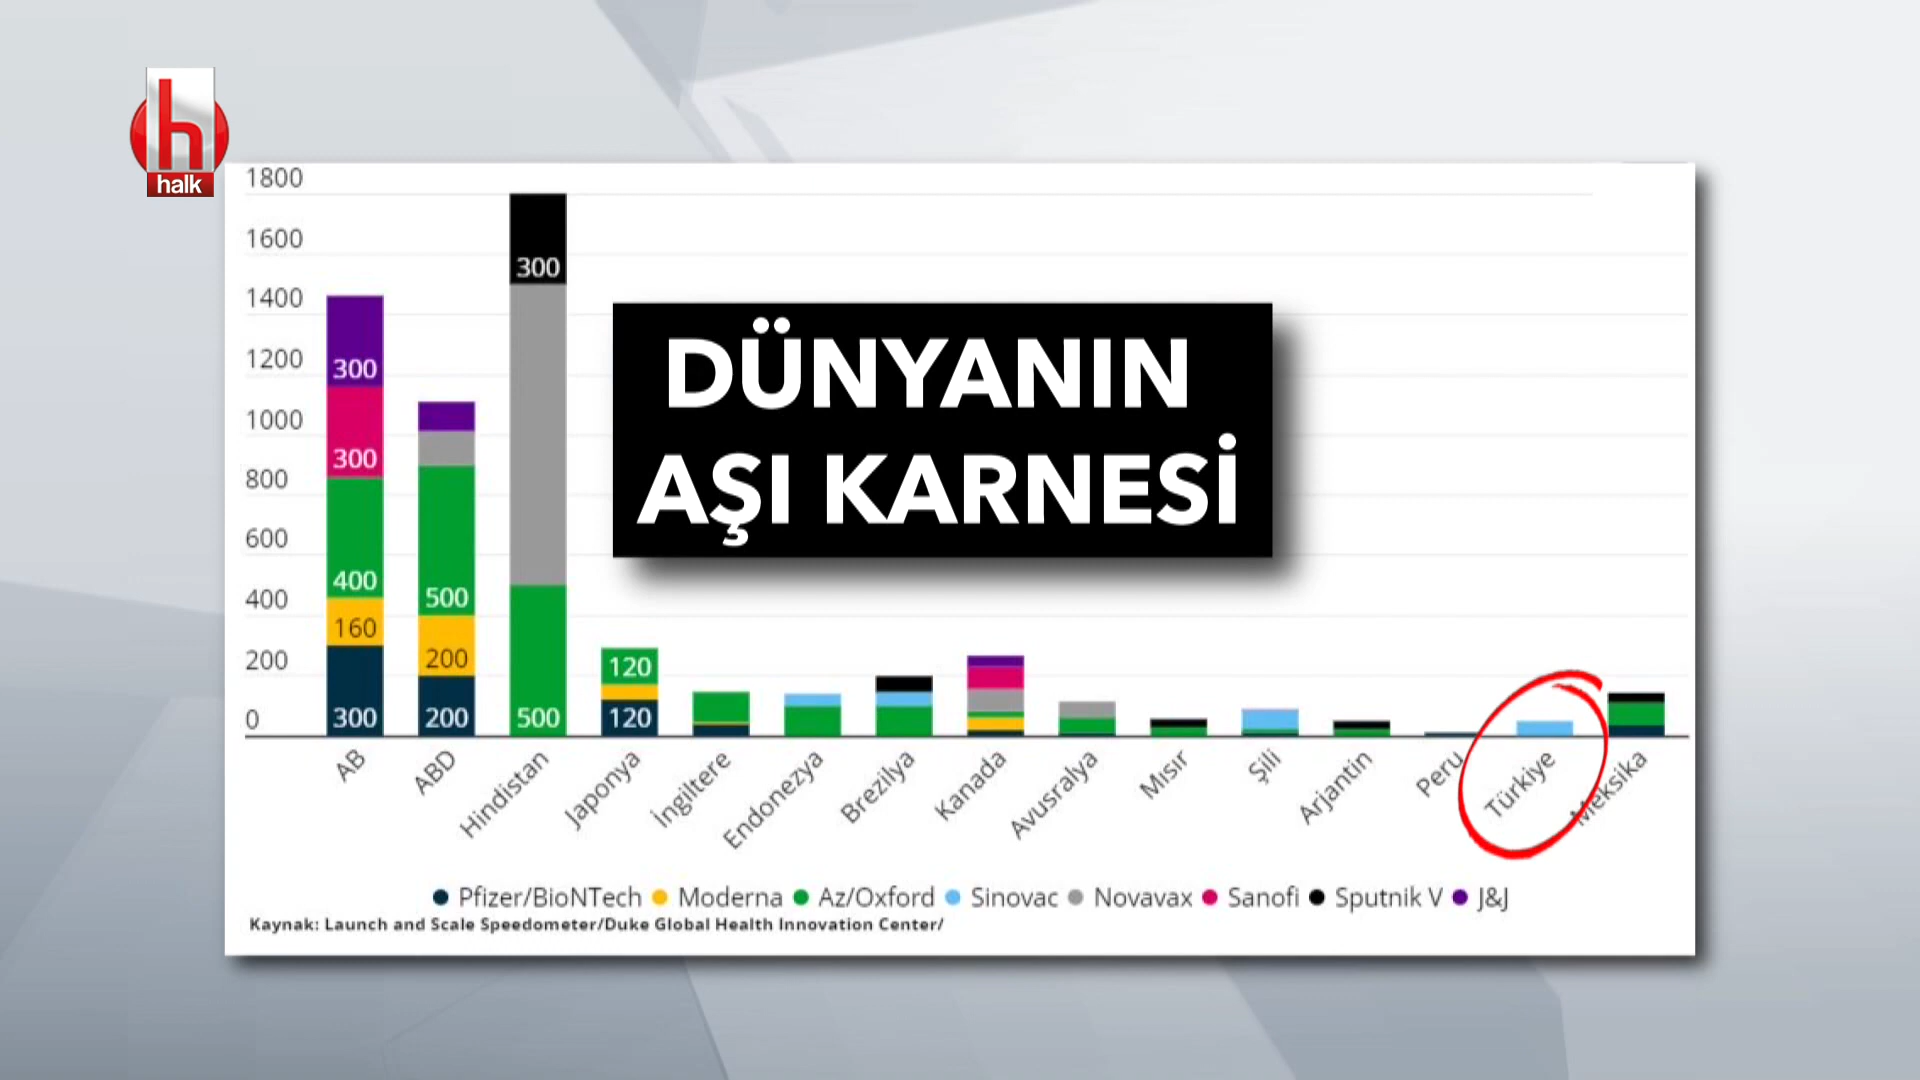 halk
1800
1600
1400
1200
1000
800
600
400
200
0
300
300
400
160
300
500
200
200
300
500
120
120
DÜNYANIN
AŞI KARNESİ
AB
ABD
Hindistan
Japonya
İngiltere
Endonezya
Brezilya
Kanada
Avusralya
Mısır
Şili
Arjantin
Peru
Türkiye
Meksika
Pfizer/BioNTech Moderna Az/Oxford Sinovac Novavax Sanofi Sputnik V J&J
Kaynak: Launch and Scale Speedometer/Duke Global Health Innovation Center/